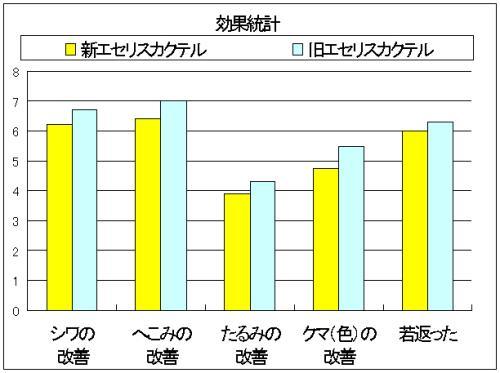 効果統計
新エセリスカクテル 旧エセリスカクテル
8
7
6
5
4
3
2
1
0
シワの へこみの たるみの クマ(色)の 若返った
改善 改善 改善 改善